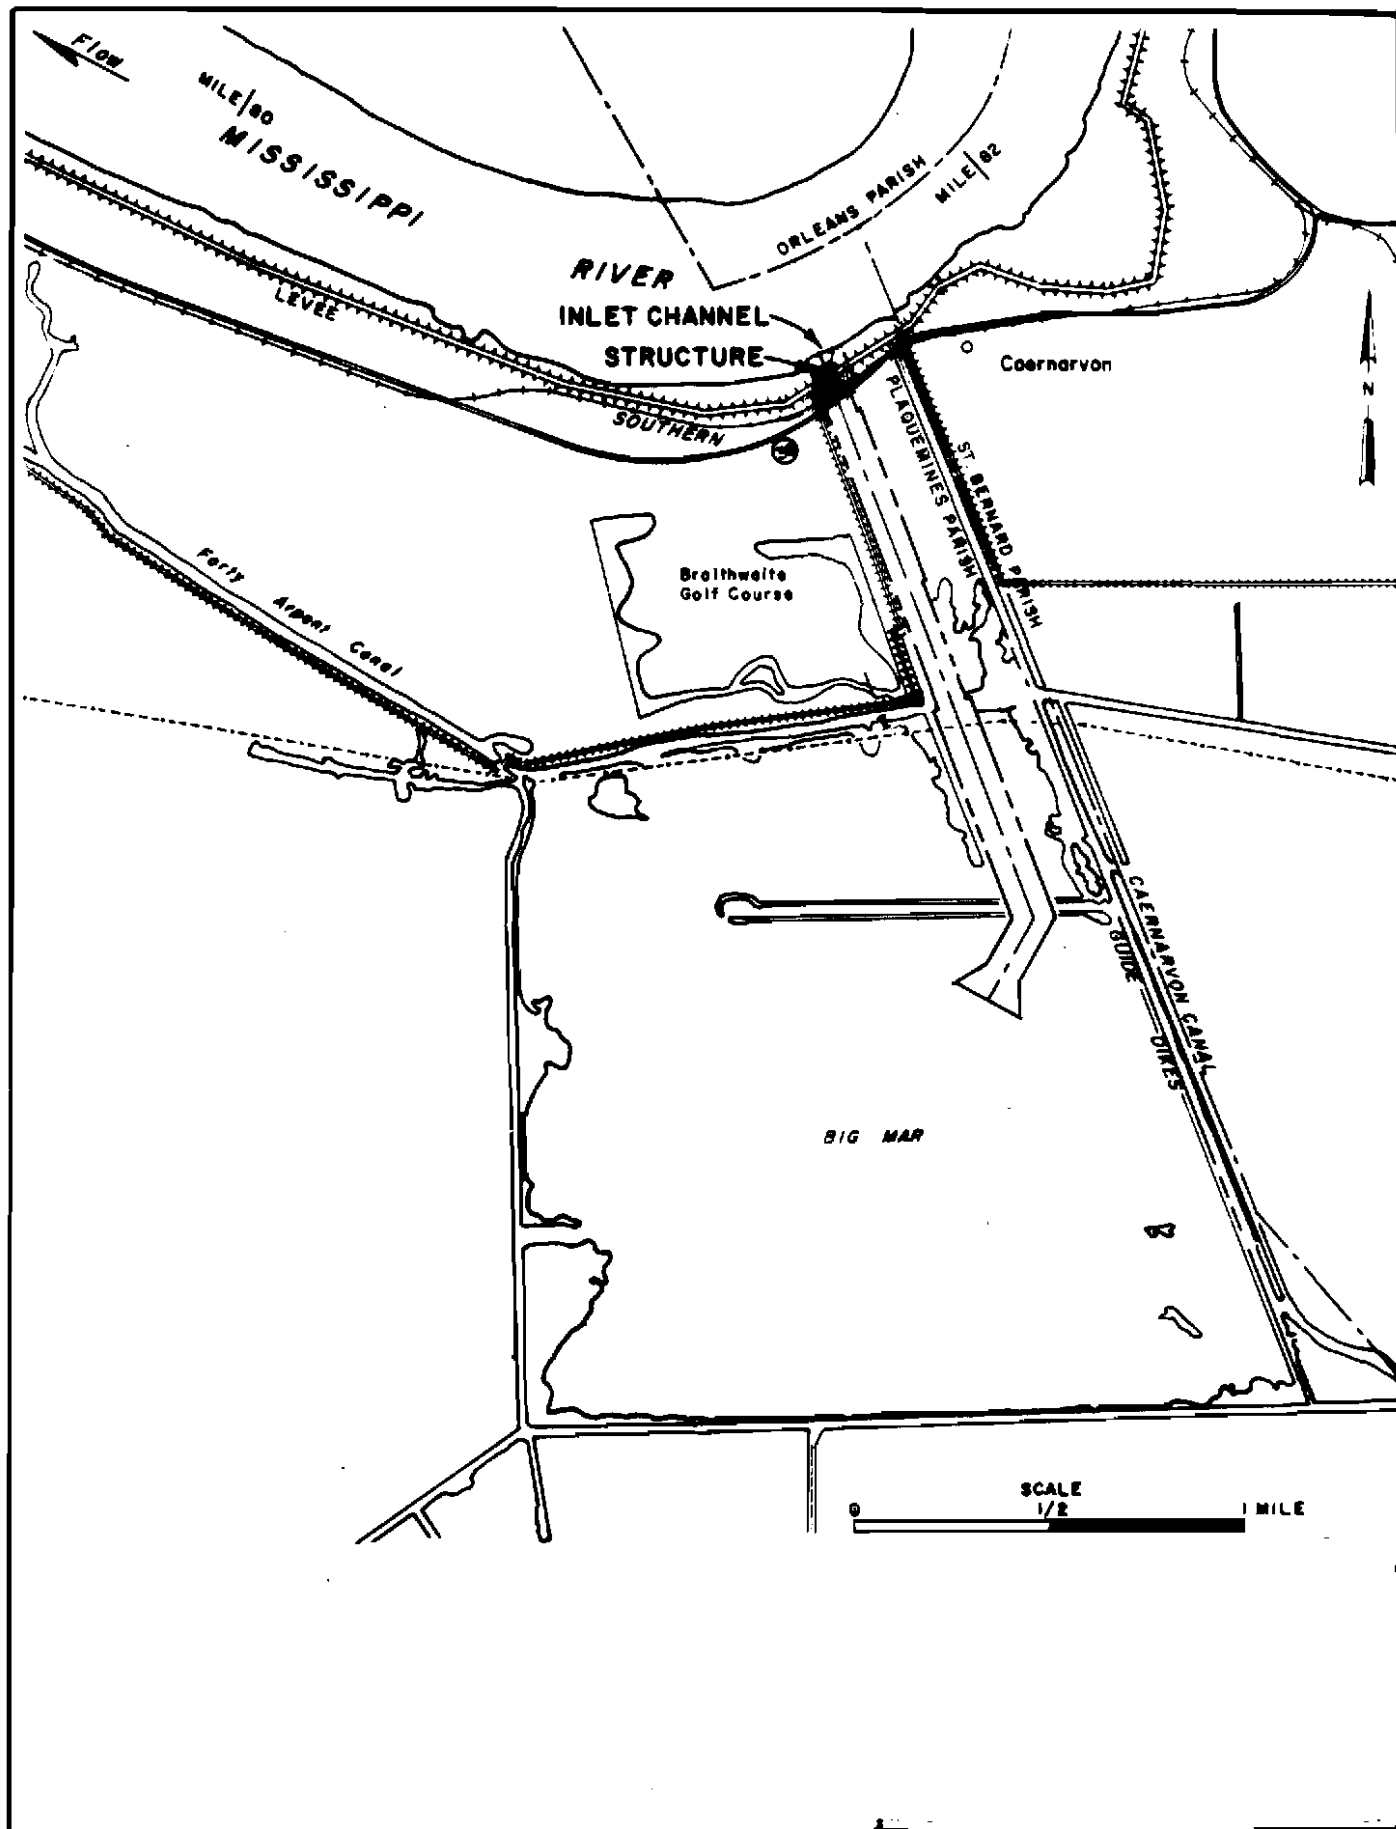 Flow
MILE 80
MISSISSIPPI
ORLEANS PARISH
MILE 82
RIVER
LEVEE
INLET CHANNEL
STRUCTURE
Caernarvon
N
SOUTHERN
PLAQUEMINES PARISH
ST. BERNARD PARISH
Braithwaite
Golf Course
Forty Arpent Canal
CAERNARVON CANAL
GUIDE DIKES
BIG MAR
SCALE
0 1/2 1 MILE